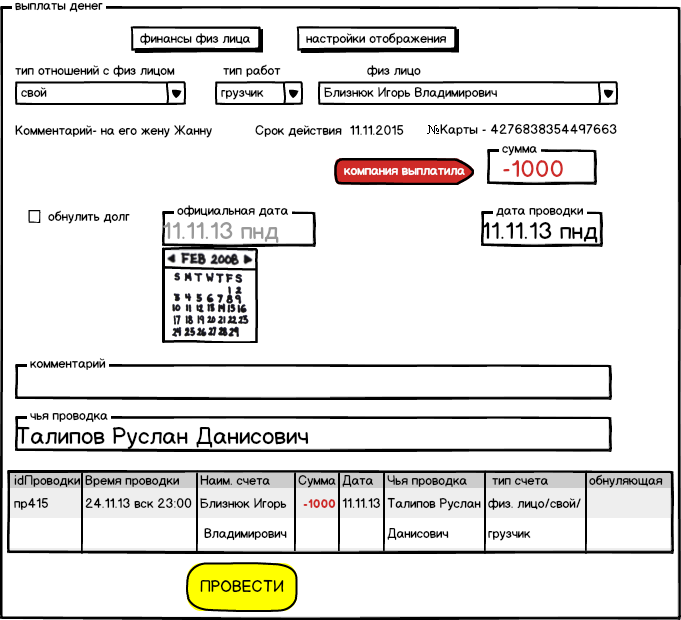 выплаты денег
финансы физ лица
настройки отображения
тип отношений с физ лицом
тип работ
физ лицо
свой
грузчик
Близнюк Игорь Владимирович
Комментарий- на его жену Жанну
Срок действия 11.11.2015
№Карты - 4276838354497663
сумма
компания выплатила
-1000
обнулить долг
официальная дата
дата проводки
11.11.13 пнд
11.11.13 пнд
FEB 2008
S M T W T F S
1 2
3 4 5 6 7 8 9
10 11 12 13 14 15 16
17 18 19 20 21 22 23
24 25 26 27 28 29
комментарий
чья проводка
Талипов Руслан Данисович
idПроводки Время проводки Наим. счета Сумма Дата Чья проводка тип счета обнуляющая
пр415 24.11.13 вск 23:00 Близнюк Игорь -1000 11.11.13 Талипов Руслан физ. лицо/свой/
Владимирович Данисович грузчик
ПРОВЕСТИ